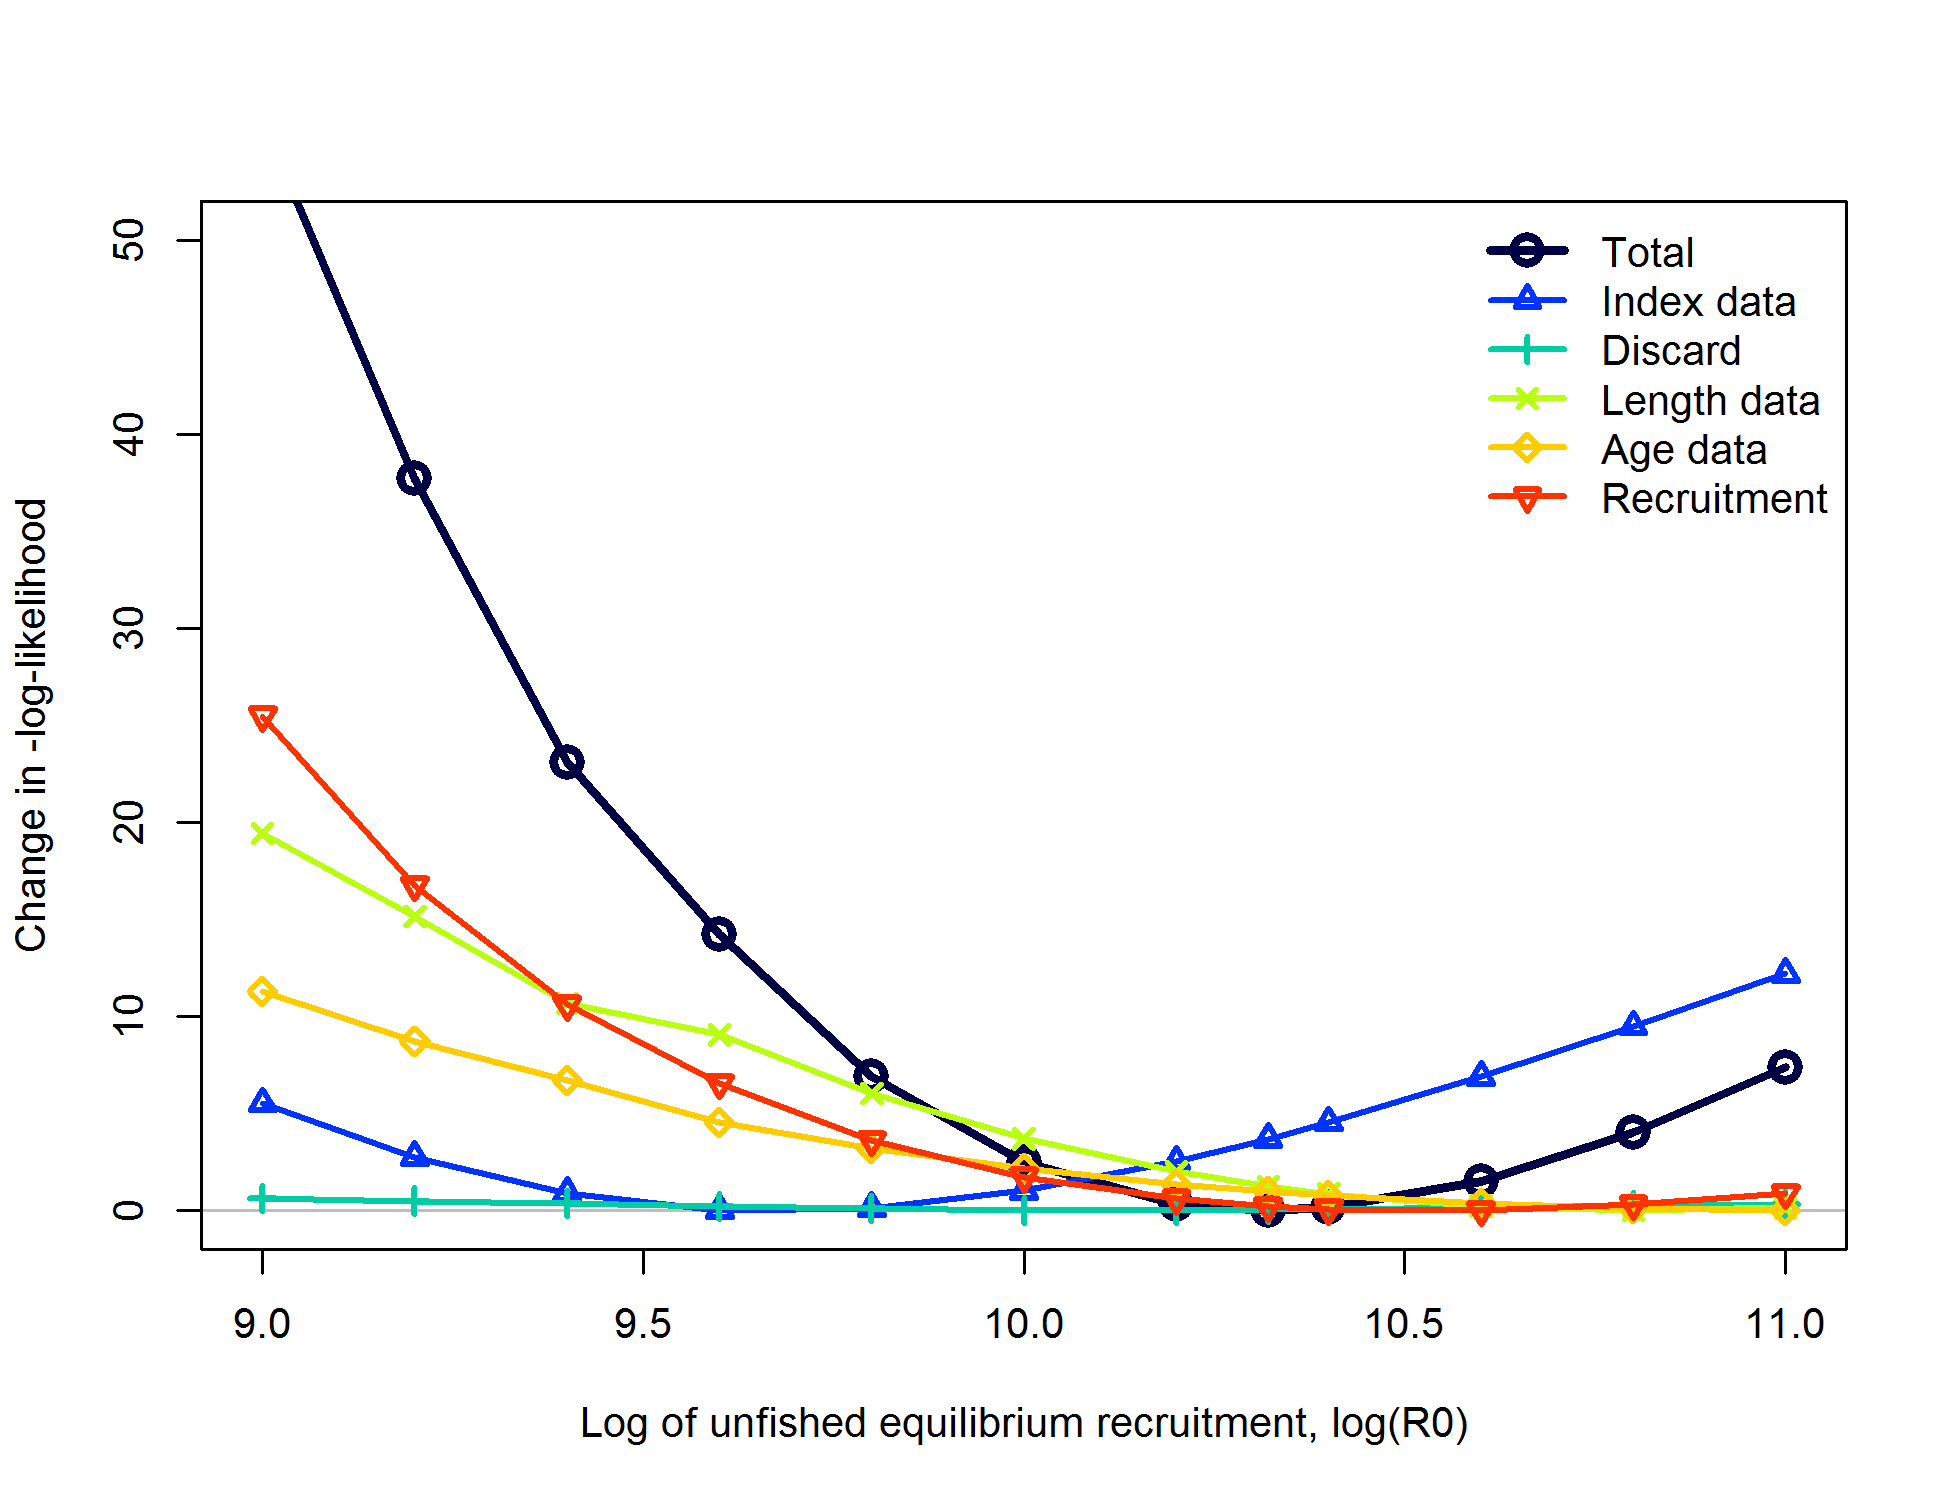 Total
Index data
Discard
Length data
Age data
Recruitment
Change in -log-likelihood
50
40
30
20
10
0
9.0 9.5 10.0 10.5 11.0
Log of unfished equilibrium recruitment, log(R0)